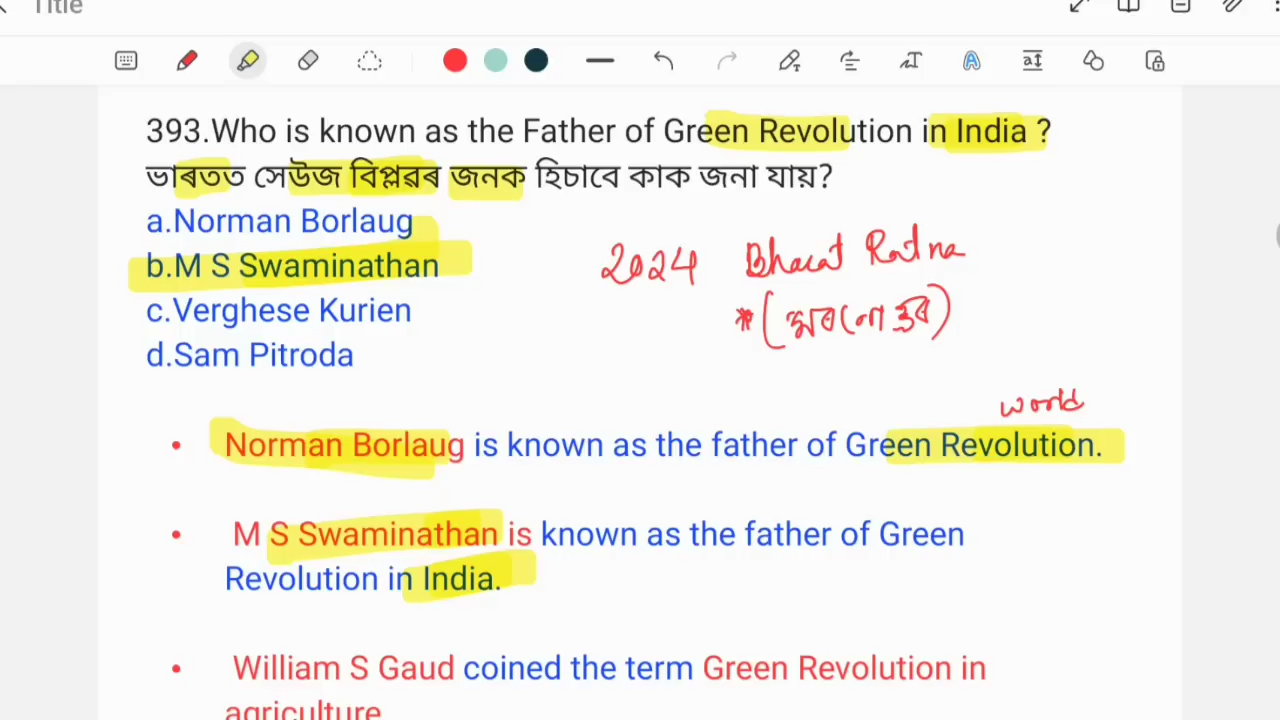 Title
393.Who is known as the Father of Green Revolution in India ?
ভাৰতত সেউজ বিপ্লৱৰ জনক হিচাবে কাক জনা যায়?
a.Norman Borlaug
b.M S Swaminathan
2024 Bharat Ratna
c.Verghese Kurien
d.Sam Pitroda
world
• Norman Borlaug is known as the father of Green Revolution.
• M S Swaminathan is known as the father of Green
Revolution in India.
• William S Gaud coined the term Green Revolution in
agriculture